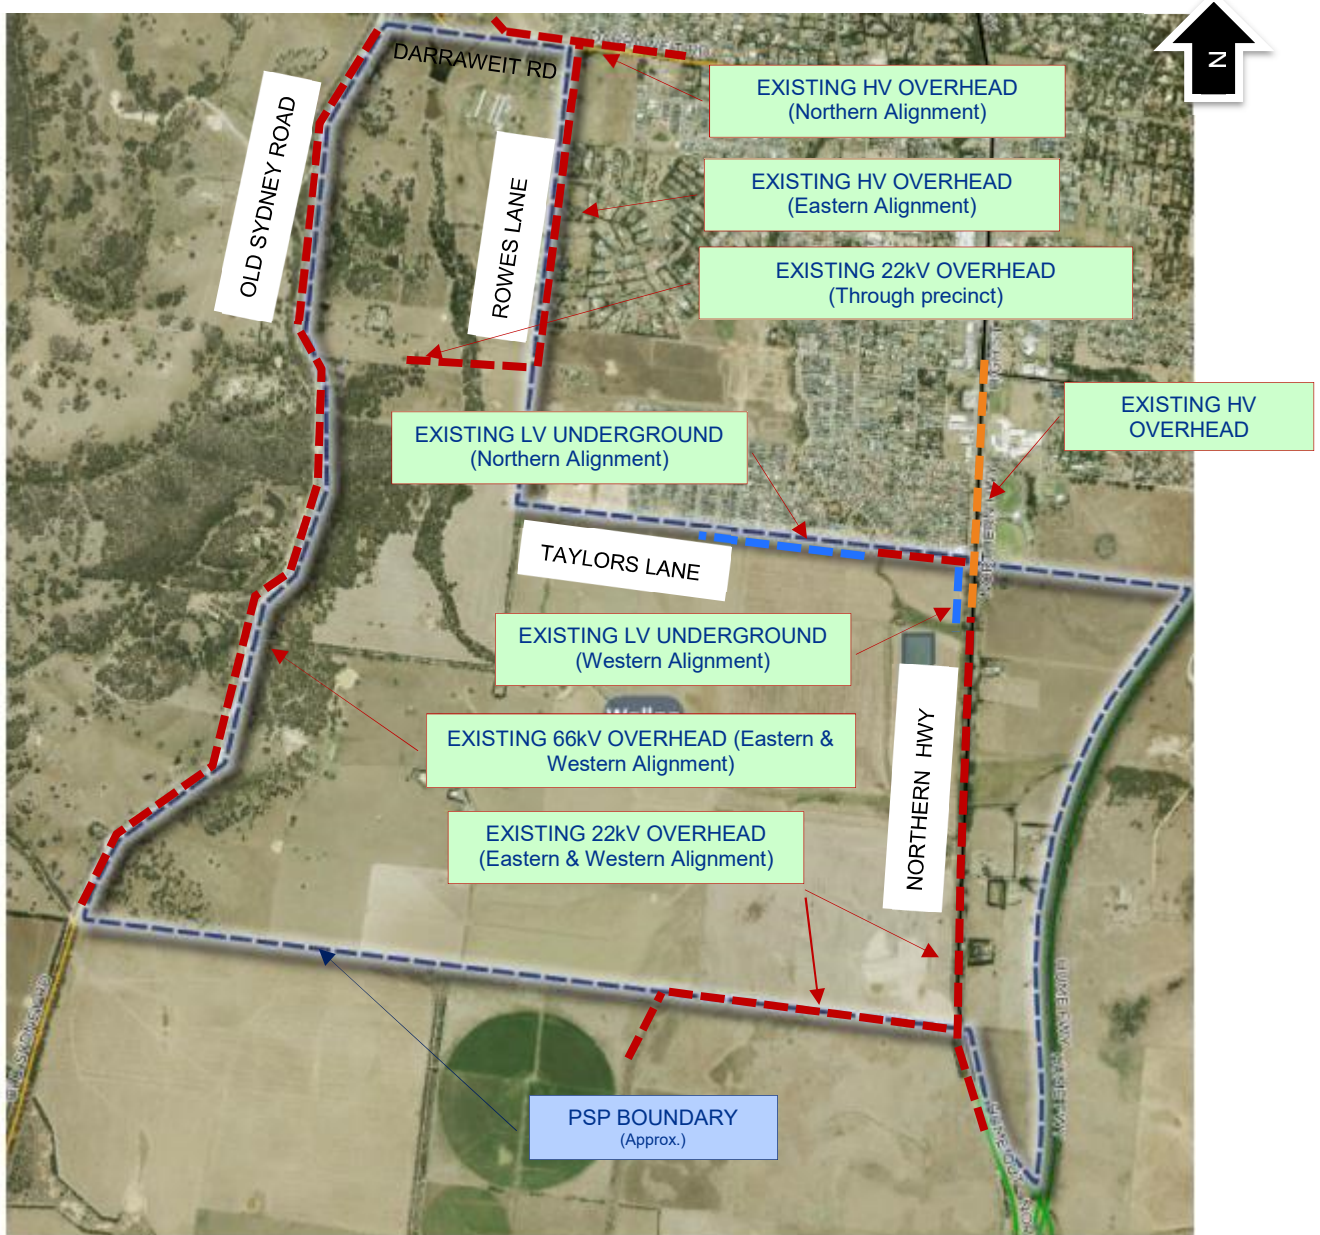 N
DARRAWEIT RD
EXISTING HV OVERHEAD
(Northern Alignment)
OLD SYDNEY ROAD
ROWES LANE
EXISTING HV OVERHEAD
(Eastern Alignment)
EXISTING 22kV OVERHEAD
(Through precinct)
EXISTING HV
OVERHEAD
EXISTING LV UNDERGROUND
(Northern Alignment)
TAYLORS LANE
EXISTING LV UNDERGROUND
(Western Alignment)
NORTHERN HWY
EXISTING 66kV OVERHEAD (Eastern &
Western Alignment)
EXISTING 22kV OVERHEAD
(Eastern & Western Alignment)
PSP BOUNDARY
(Approx.)